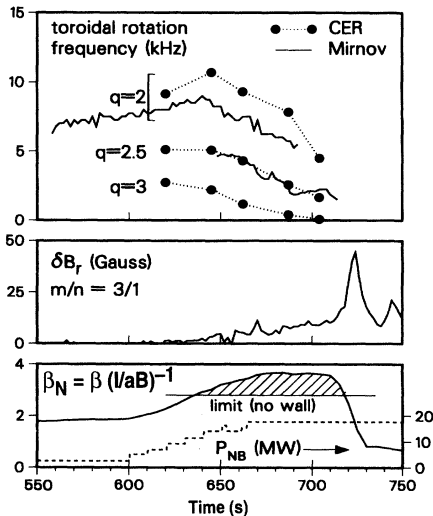 toroidal rotation
frequency (kHz)
CER
Mirnov
15
10
5
0
q=2
q=2.5
q=3
50
25
0
δBᵣ (Gauss)
m/n = 3/1
4
2
0
β_N = β (I/aB)⁻¹
limit (no wall)
P_NB (MW)
20
10
0
550 600 650 700 750
Time (s)